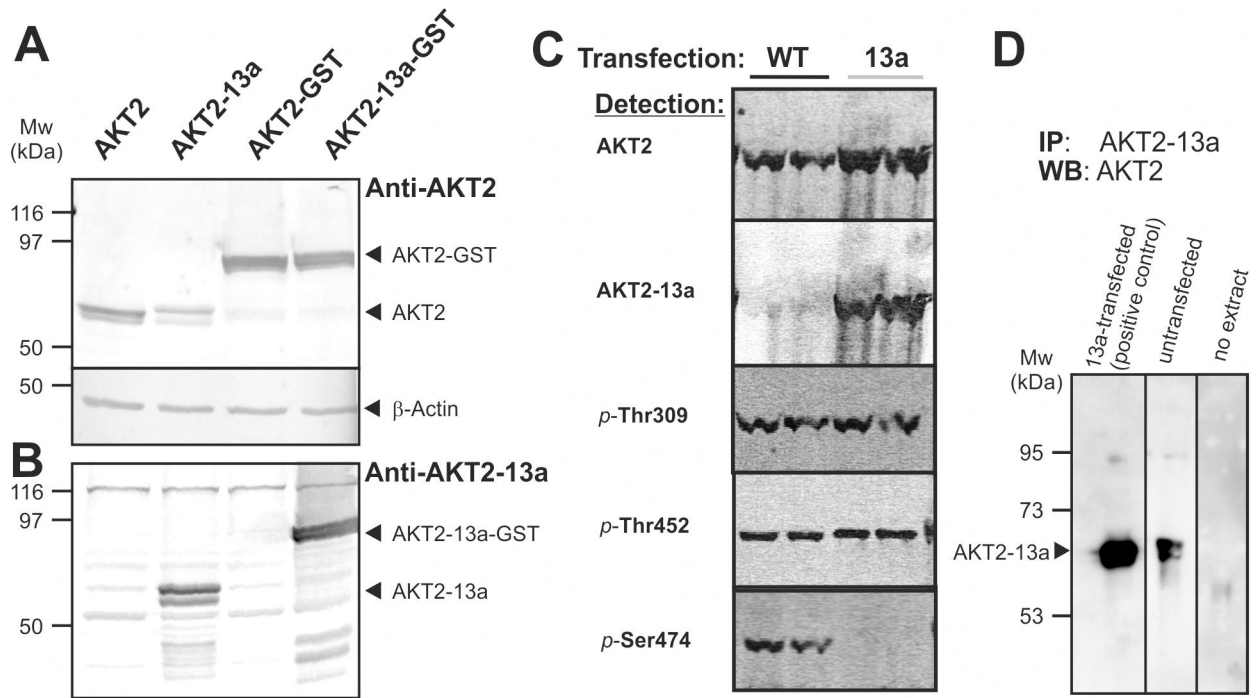 A
AKT2
AKT2-13a
AKT2-GST
AKT2-13a-GST
Mw
(kDa)
Anti-AKT2
116
97
50
50
◄ AKT2-GST
◄ AKT2
◄ β-Actin
B
Anti-AKT2-13a
116
97
50
◄ AKT2-13a-GST
◄ AKT2-13a
C
Transfection: WT 13a
Detection:
AKT2
AKT2-13a
p-Thr309
p-Thr452
p-Ser474
D
IP: AKT2-13a
WB: AKT2
13a-transfected
(positive control)
untransfected
no extract
Mw
(kDa)
95
73
AKT2-13a ►
53